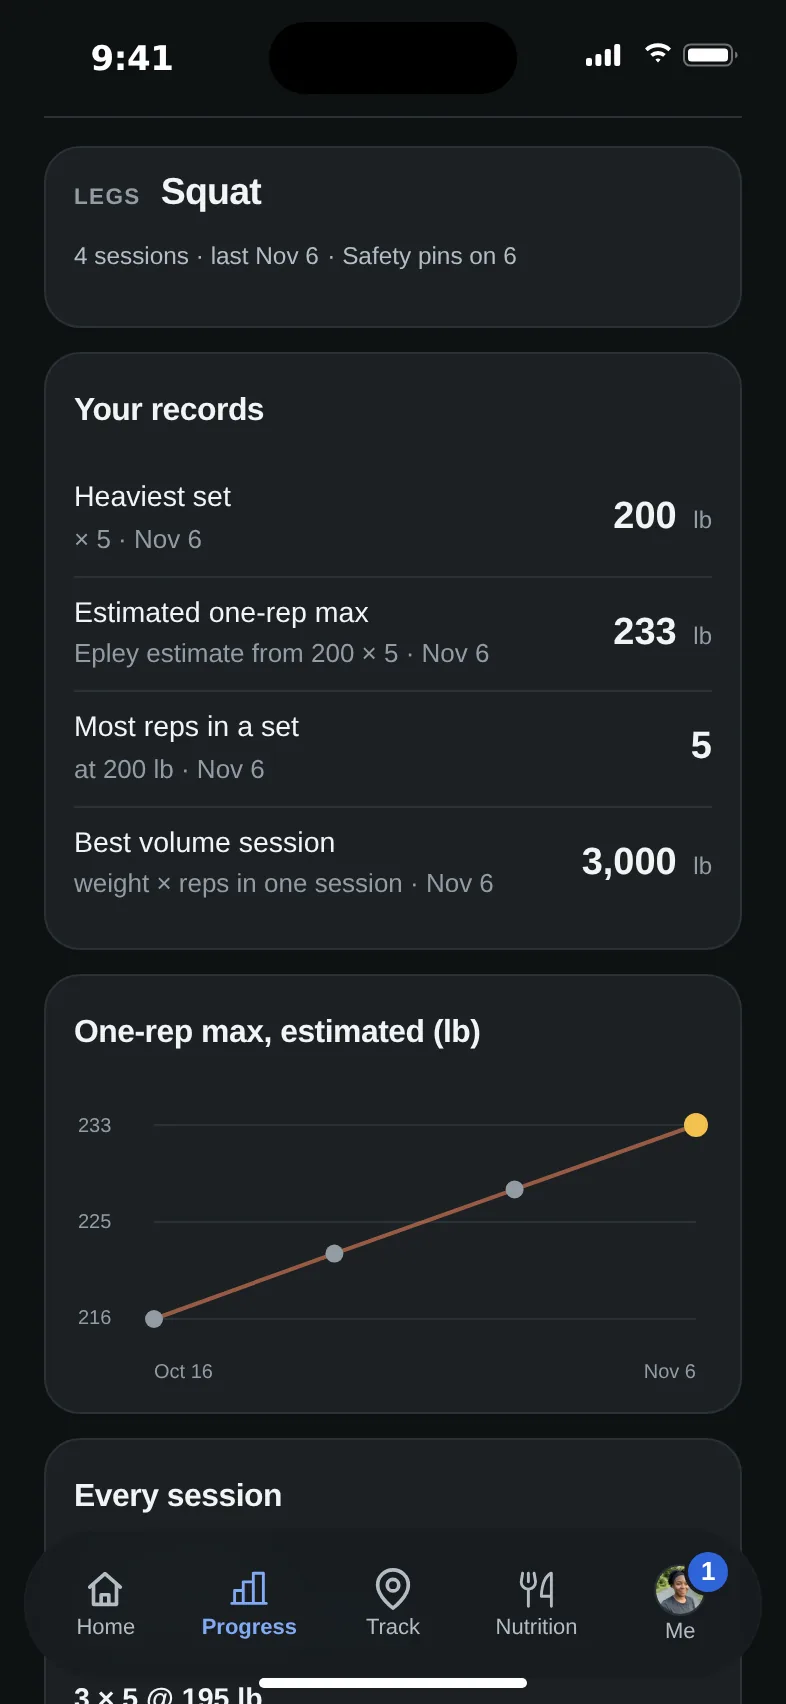 9:41
LEGS Squat
4 sessions · last Nov 6 · Safety pins on 6
Your records
Heaviest set
× 5 · Nov 6
200 lb
Estimated one-rep max
Epley estimate from 200 × 5 · Nov 6
233 lb
Most reps in a set
at 200 lb · Nov 6
5
Best volume session
weight × reps in one session · Nov 6
3,000 lb
One-rep max, estimated (lb)
233
225
216
Oct 16
Nov 6
Every session
1
Home
Progress
Track
Nutrition
Me
3 × 5 @ 195 lb